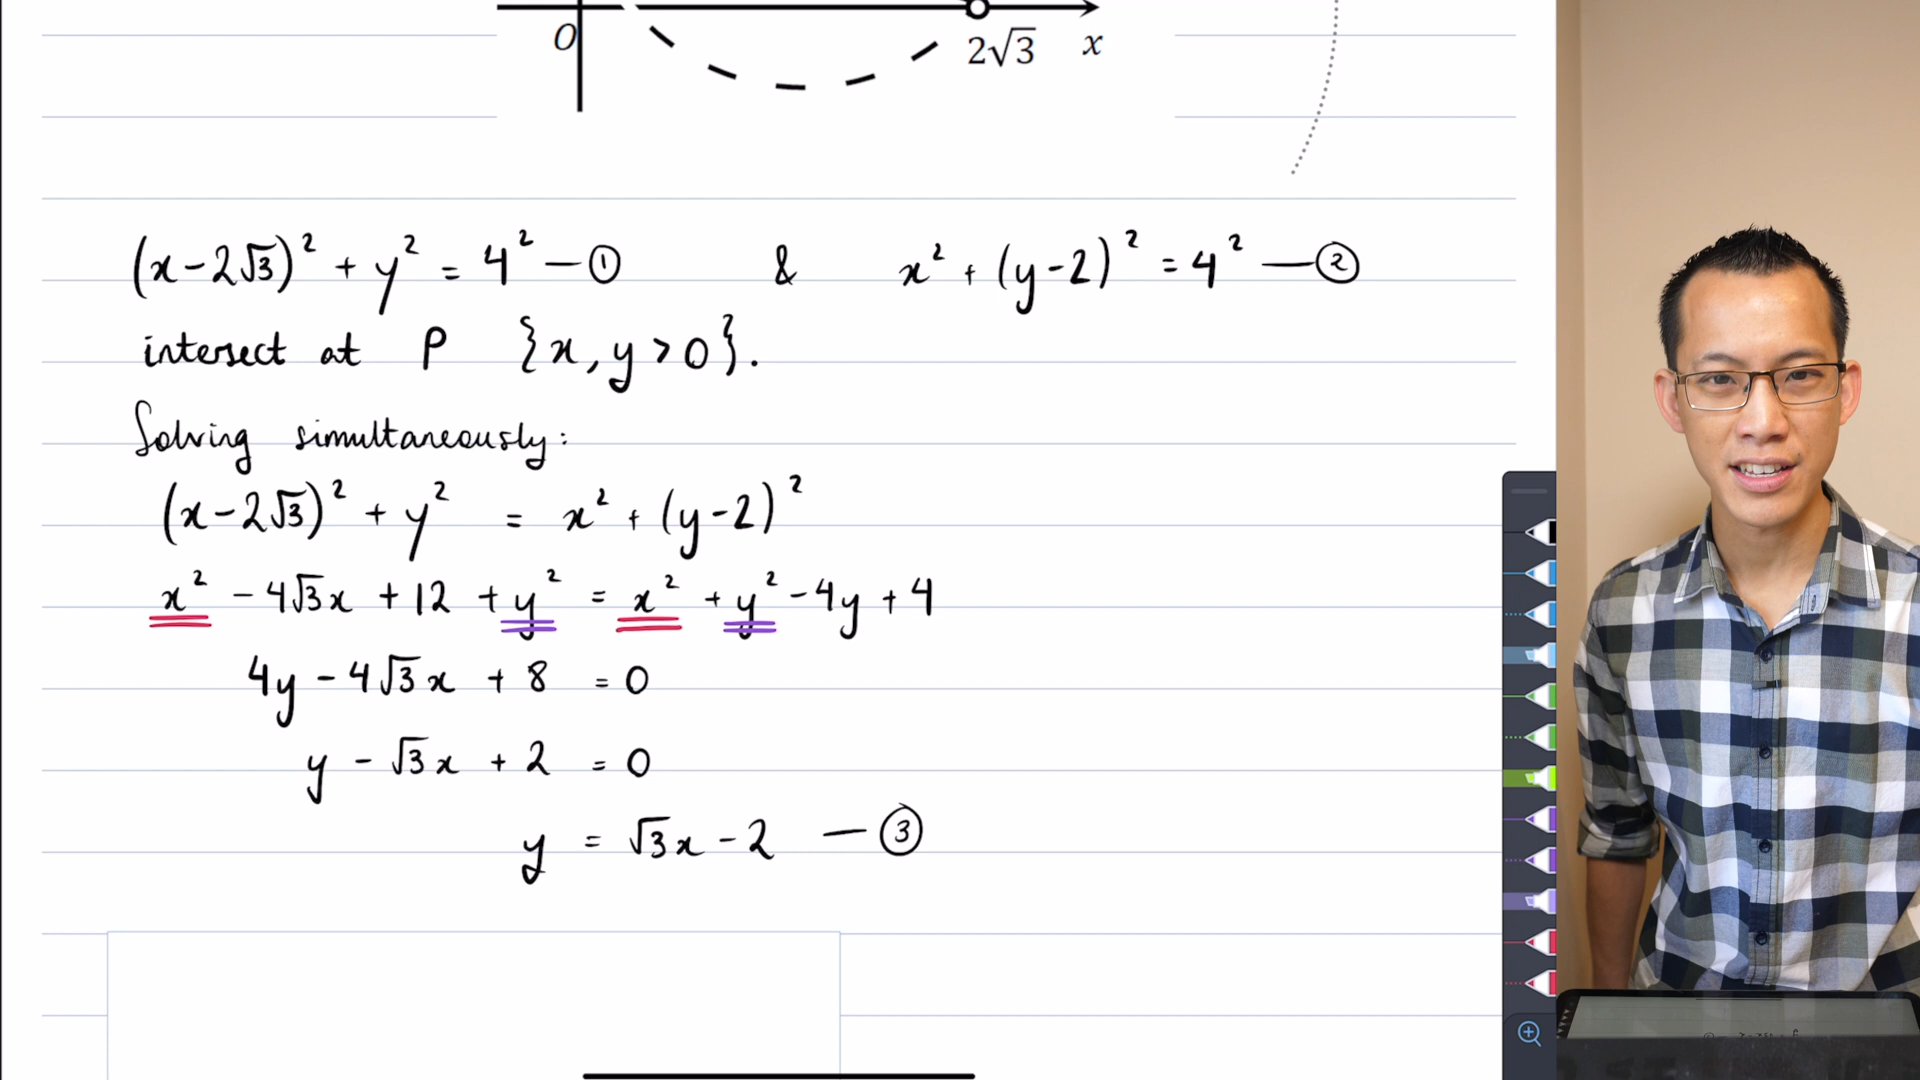 O 2√3 x
(x-2√3)² + y² = 4² — ① & x² + (y-2)² = 4² — ②
intersect at P {x, y > 0}.
Solving simultaneously:
(x-2√3)² + y² = x² + (y-2)²
x² - 4√3x + 12 + y² = x² + y² - 4y + 4
4y - 4√3x + 8 = 0
y - √3x + 2 = 0
y = √3x - 2 — ③